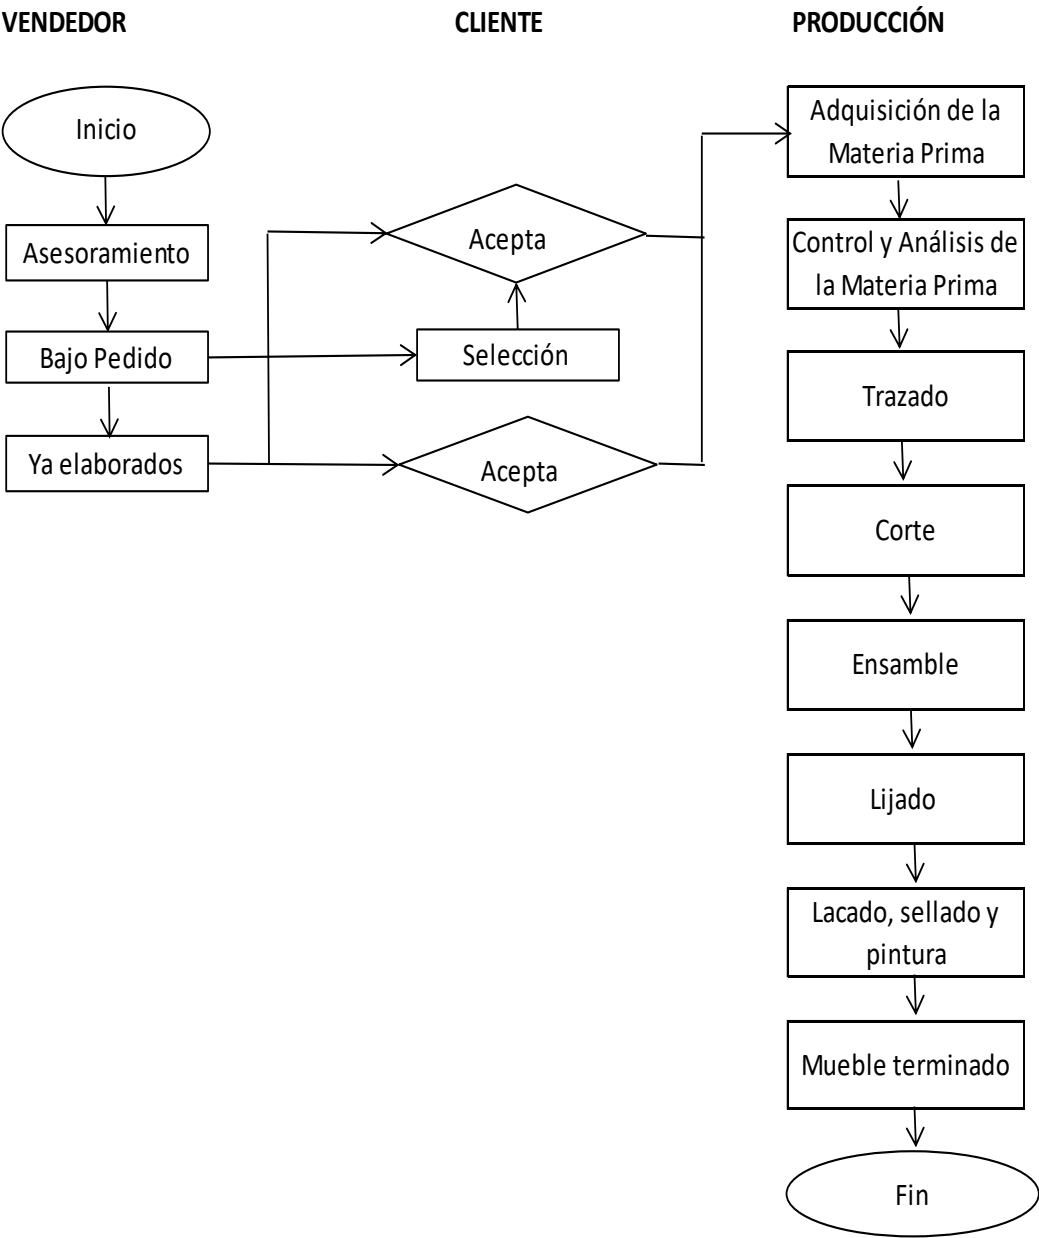 VENDEDOR
CLIENTE
PRODUCCIÓN
Inicio
Asesoramiento
Bajo Pedido
Ya elaborados
Acepta
Selección
Acepta
Adquisición de la
Materia Prima
Control y Análisis de
la Materia Prima
Trazado
Corte
Ensamble
Lijado
Lacado, sellado y
pintura
Mueble terminado
Fin